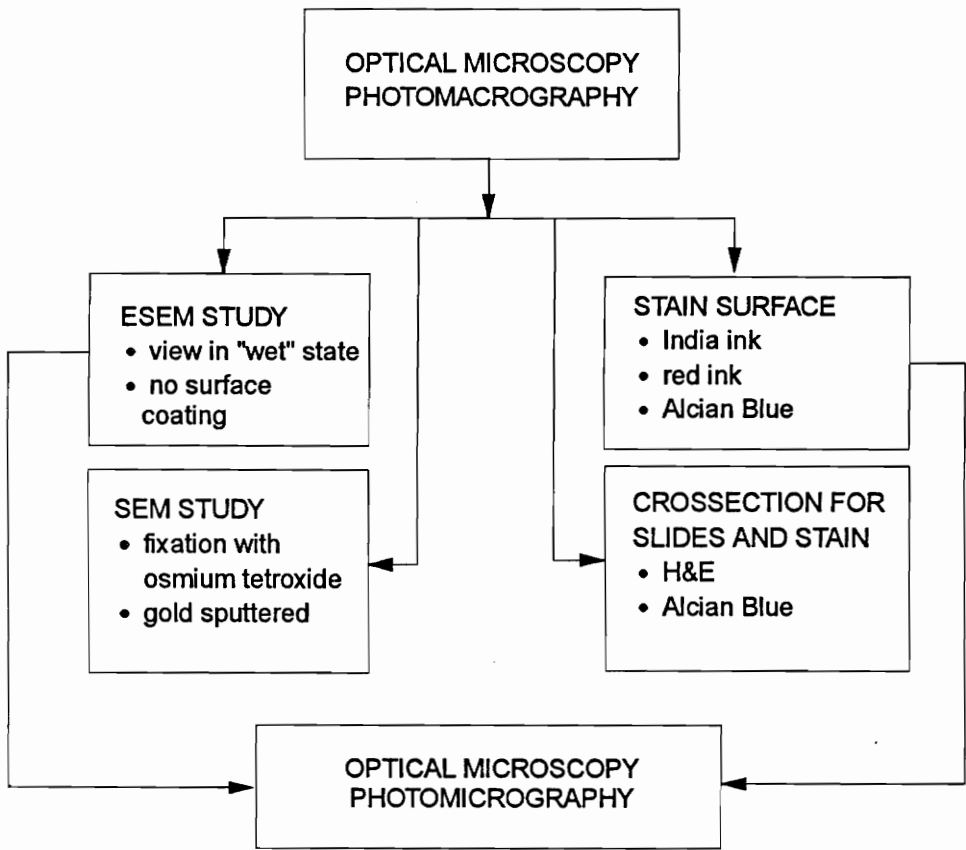 OPTICAL MICROSCOPY
PHOTOMACROGRAPHY
ESEM STUDY
• view in "wet" state
• no surface
coating
STAIN SURFACE
• India ink
• red ink
• Alcian Blue
SEM STUDY
• fixation with
osmium tetroxide
• gold sputtered
CROSSECTION FOR
SLIDES AND STAIN
• H&E
• Alcian Blue
OPTICAL MICROSCOPY
PHOTOMICROGRAPHY